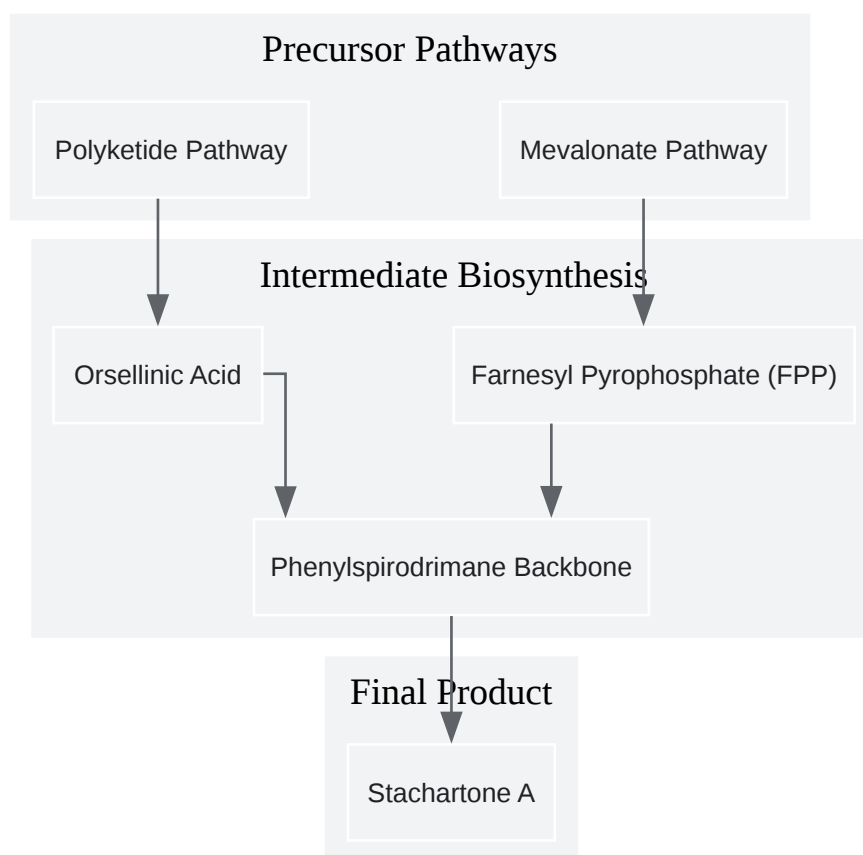 Precursor Pathways
Polyketide Pathway
Mevalonate Pathway
Intermediate Biosynthesis
Orsellinic Acid
Farnesyl Pyrophosphate (FPP)
Phenylspirodrimane Backbone
Final Product
Stachartone A